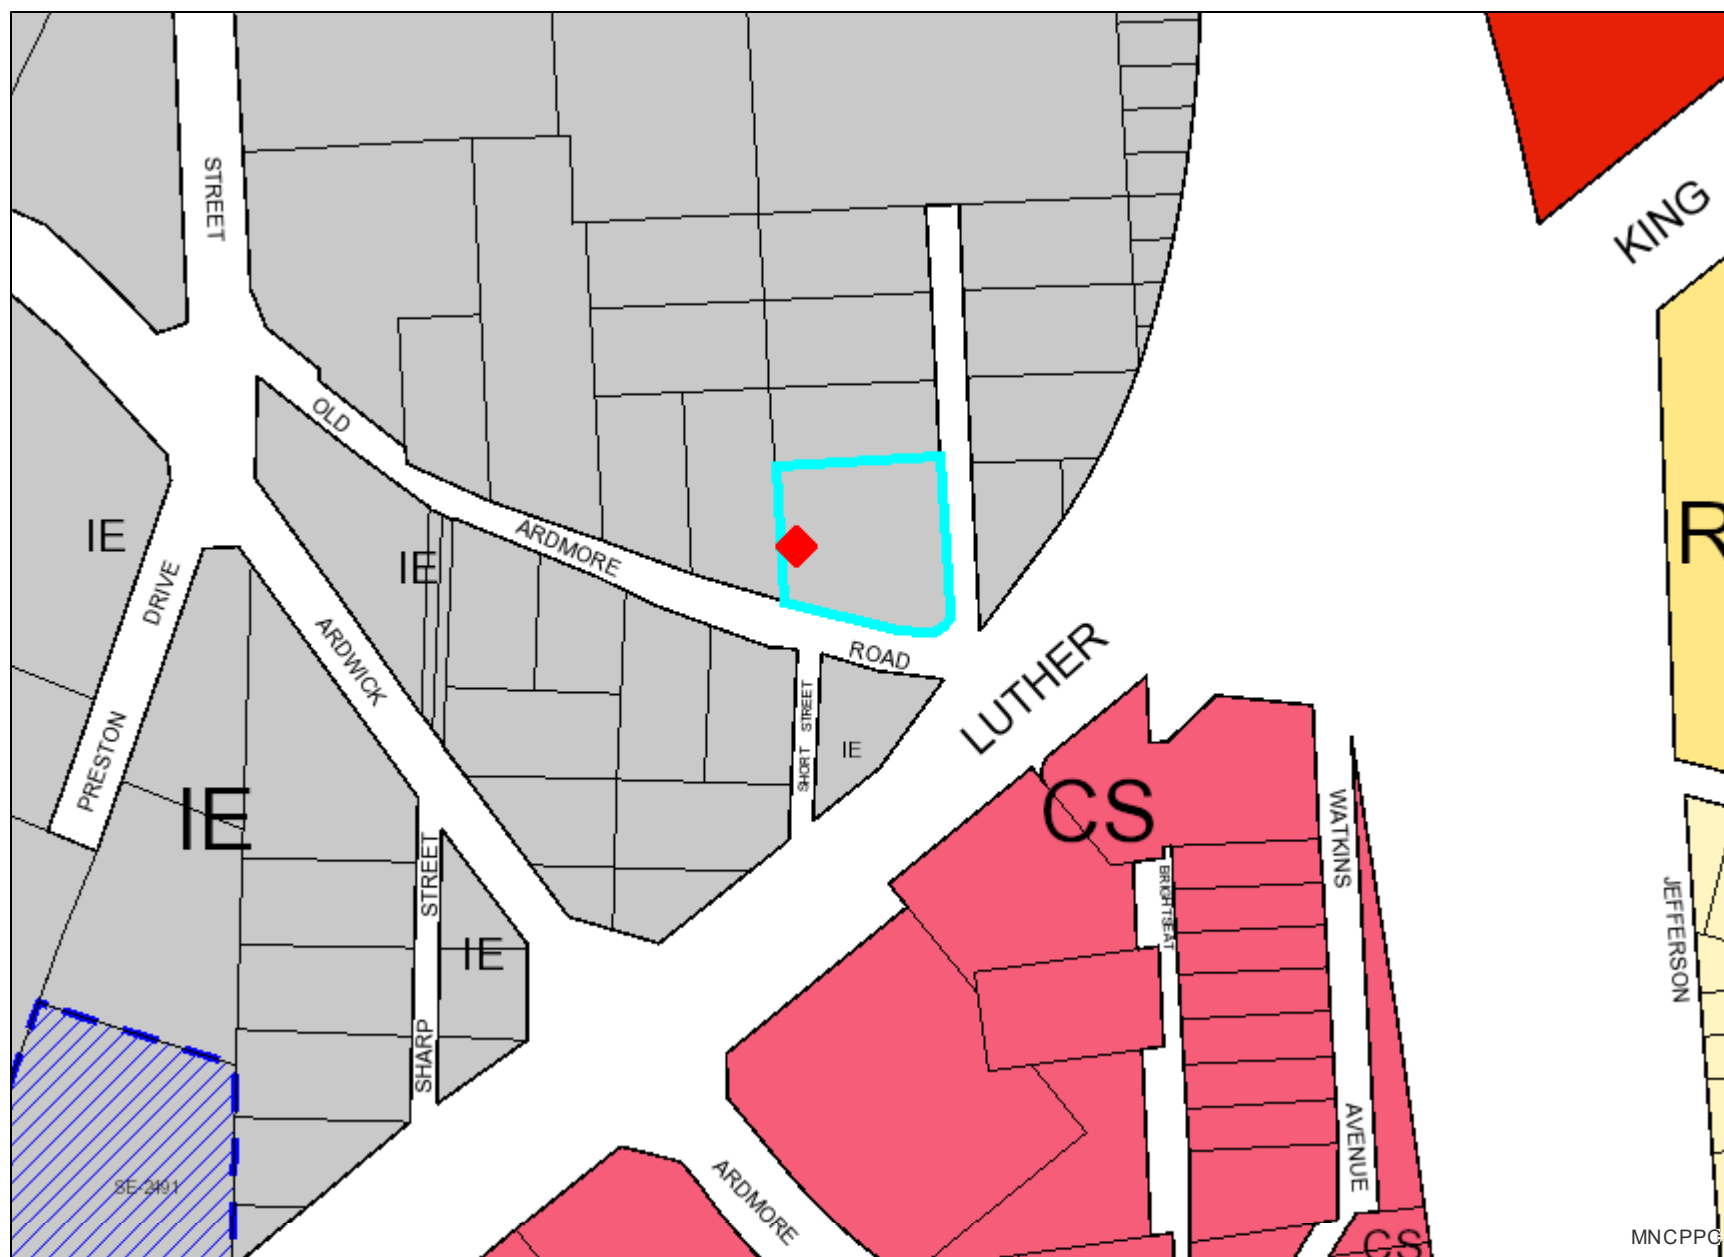 STREET
KING
OLD
IE
IE
ARDMORE
R
DRIVE
ROAD
LUTHER
ARDWICK
STREET
IE
PRESTON
SHORT
IE
CS
WATKINS
STREET
BRIGHTSEAT
JEFFERSON
IE
SHARP
SE-2491
ARDMORE
AVENUE
CS
MNCPPC